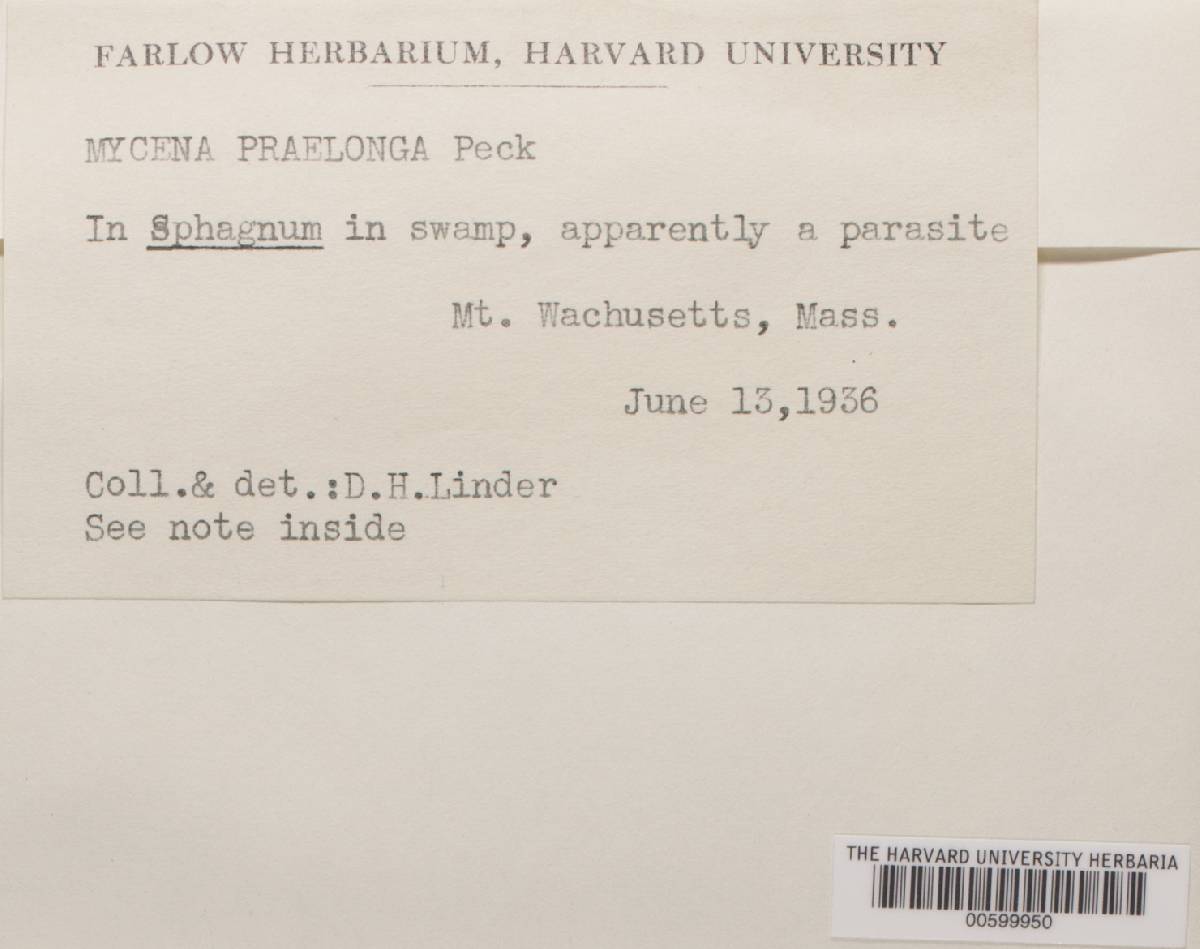 FARLOW HERBARIUM, HARVARD UNIVERSITY
MYCENA PRAELONGA Peck
In Sphagnum in swamp, apparently a parasite
Mt. Wachusetts, Mass.
June 13,1936
Coll.& det.:D.H.Linder
See note inside
THE HARVARD UNIVERSITY HERBARIA
00599950